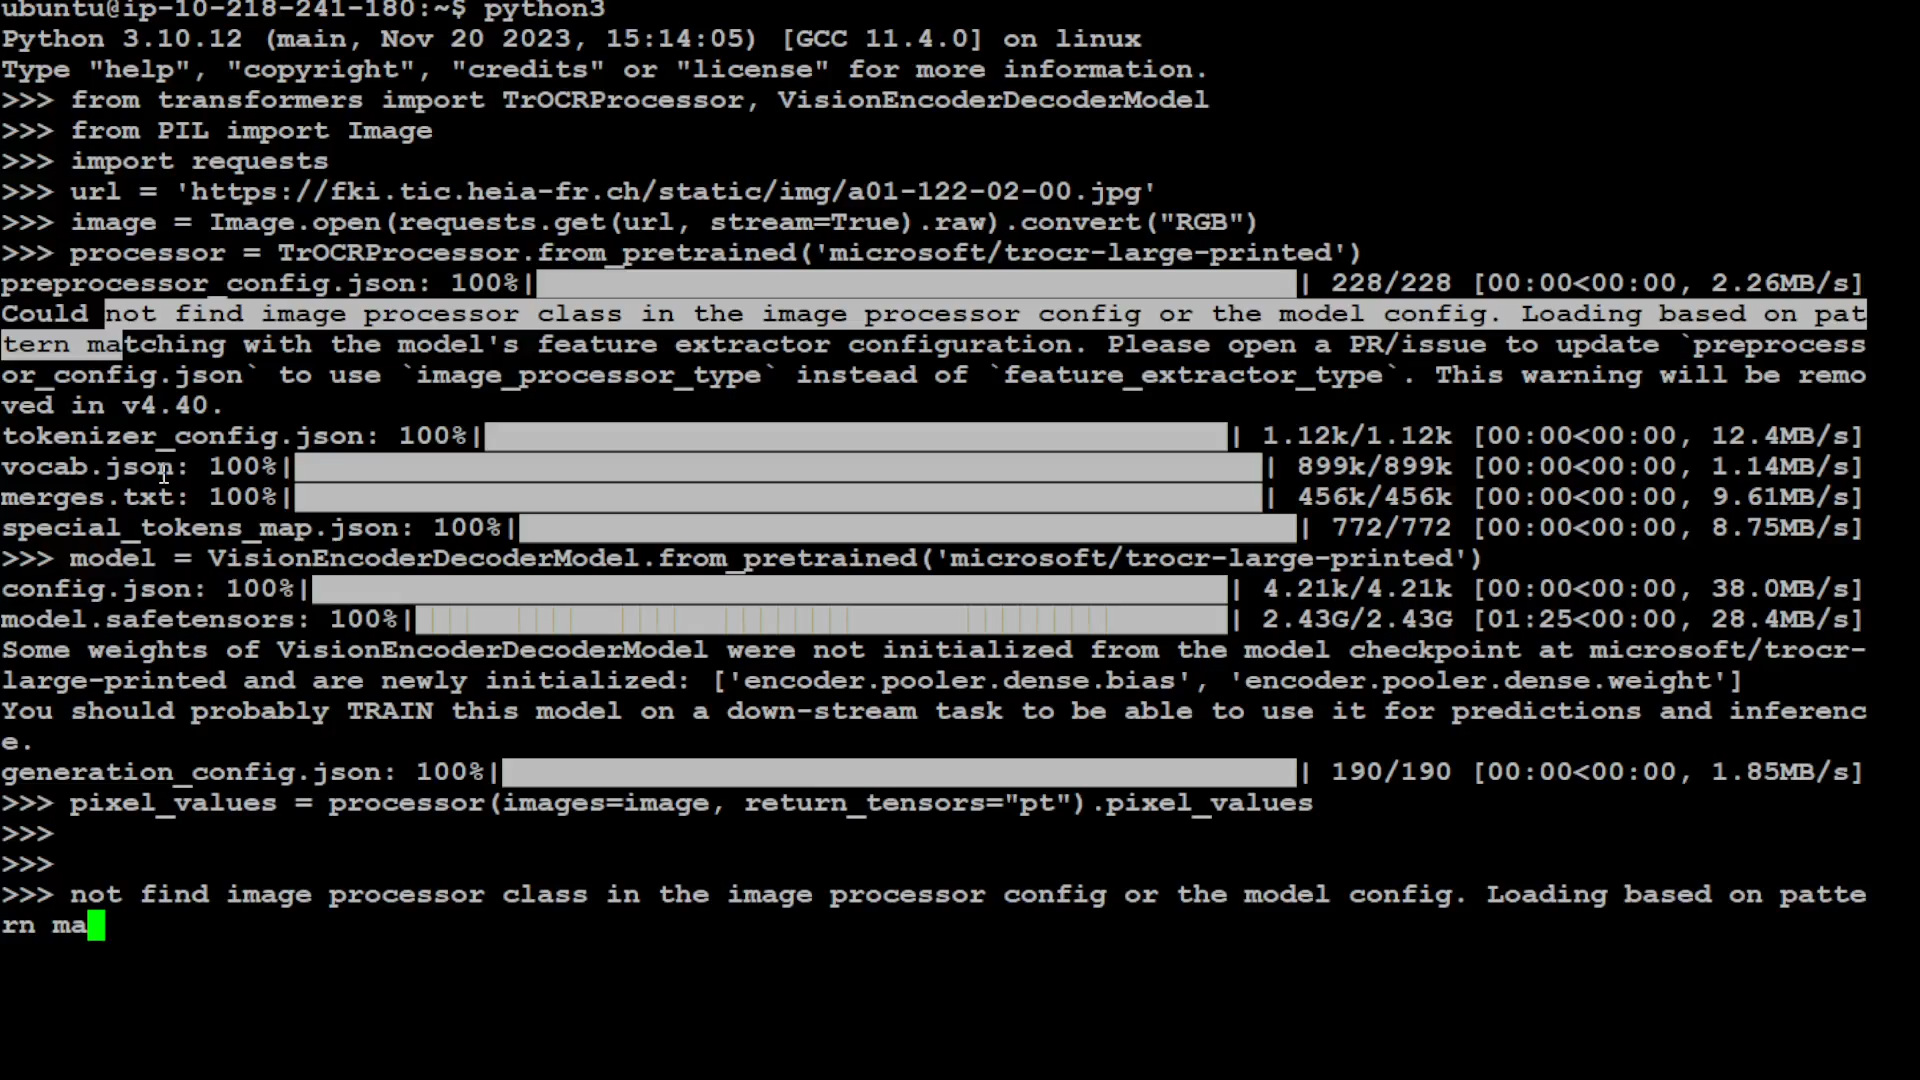 ubuntu@ip-10-218-241-180:~$ python3
Python 3.10.12 (main, Nov 20 2023, 15:14:05) [GCC 11.4.0] on linux
Type "help", "copyright", "credits" or "license" for more information.
>>> from transformers import TrOCRProcessor, VisionEncoderDecoderModel
>>> from PIL import Image
>>> import requests
>>> url = 'https://fki.tic.heia-fr.ch/static/img/a01-122-02-00.jpg'
>>> image = Image.open(requests.get(url, stream=True).raw).convert("RGB")
>>> processor = TrOCRProcessor.from_pretrained('microsoft/trocr-large-printed')
preprocessor_config.json: 100%| | 228/228 [00:00<00:00, 2.26MB/s]
Could not find image processor class in the image processor config or the model config. Loading based on pat
tern matching with the model's feature extractor configuration. Please open a PR/issue to update `preprocess
or_config.json` to use `image_processor_type` instead of `feature_extractor_type`. This warning will be remo
ved in v4.40.
tokenizer_config.json: 100%| | 1.12k/1.12k [00:00<00:00, 12.4MB/s]
vocab.json: 100%| | 899k/899k [00:00<00:00, 1.14MB/s]
merges.txt: 100%| | 456k/456k [00:00<00:00, 9.61MB/s]
special_tokens_map.json: 100%| | 772/772 [00:00<00:00, 8.75MB/s]
>>> model = VisionEncoderDecoderModel.from_pretrained('microsoft/trocr-large-printed')
config.json: 100%| | 4.21k/4.21k [00:00<00:00, 38.0MB/s]
model.safetensors: 100%| | 2.43G/2.43G [01:25<00:00, 28.4MB/s]
Some weights of VisionEncoderDecoderModel were not initialized from the model checkpoint at microsoft/trocr-
large-printed and are newly initialized: ['encoder.pooler.dense.bias', 'encoder.pooler.dense.weight']
You should probably TRAIN this model on a down-stream task to be able to use it for predictions and inferenc
e.
generation_config.json: 100%| | 190/190 [00:00<00:00, 1.85MB/s]
>>> pixel_values = processor(images=image, return_tensors="pt").pixel_values
>>>
>>>
>>> not find image processor class in the image processor config or the model config. Loading based on patte
rn ma